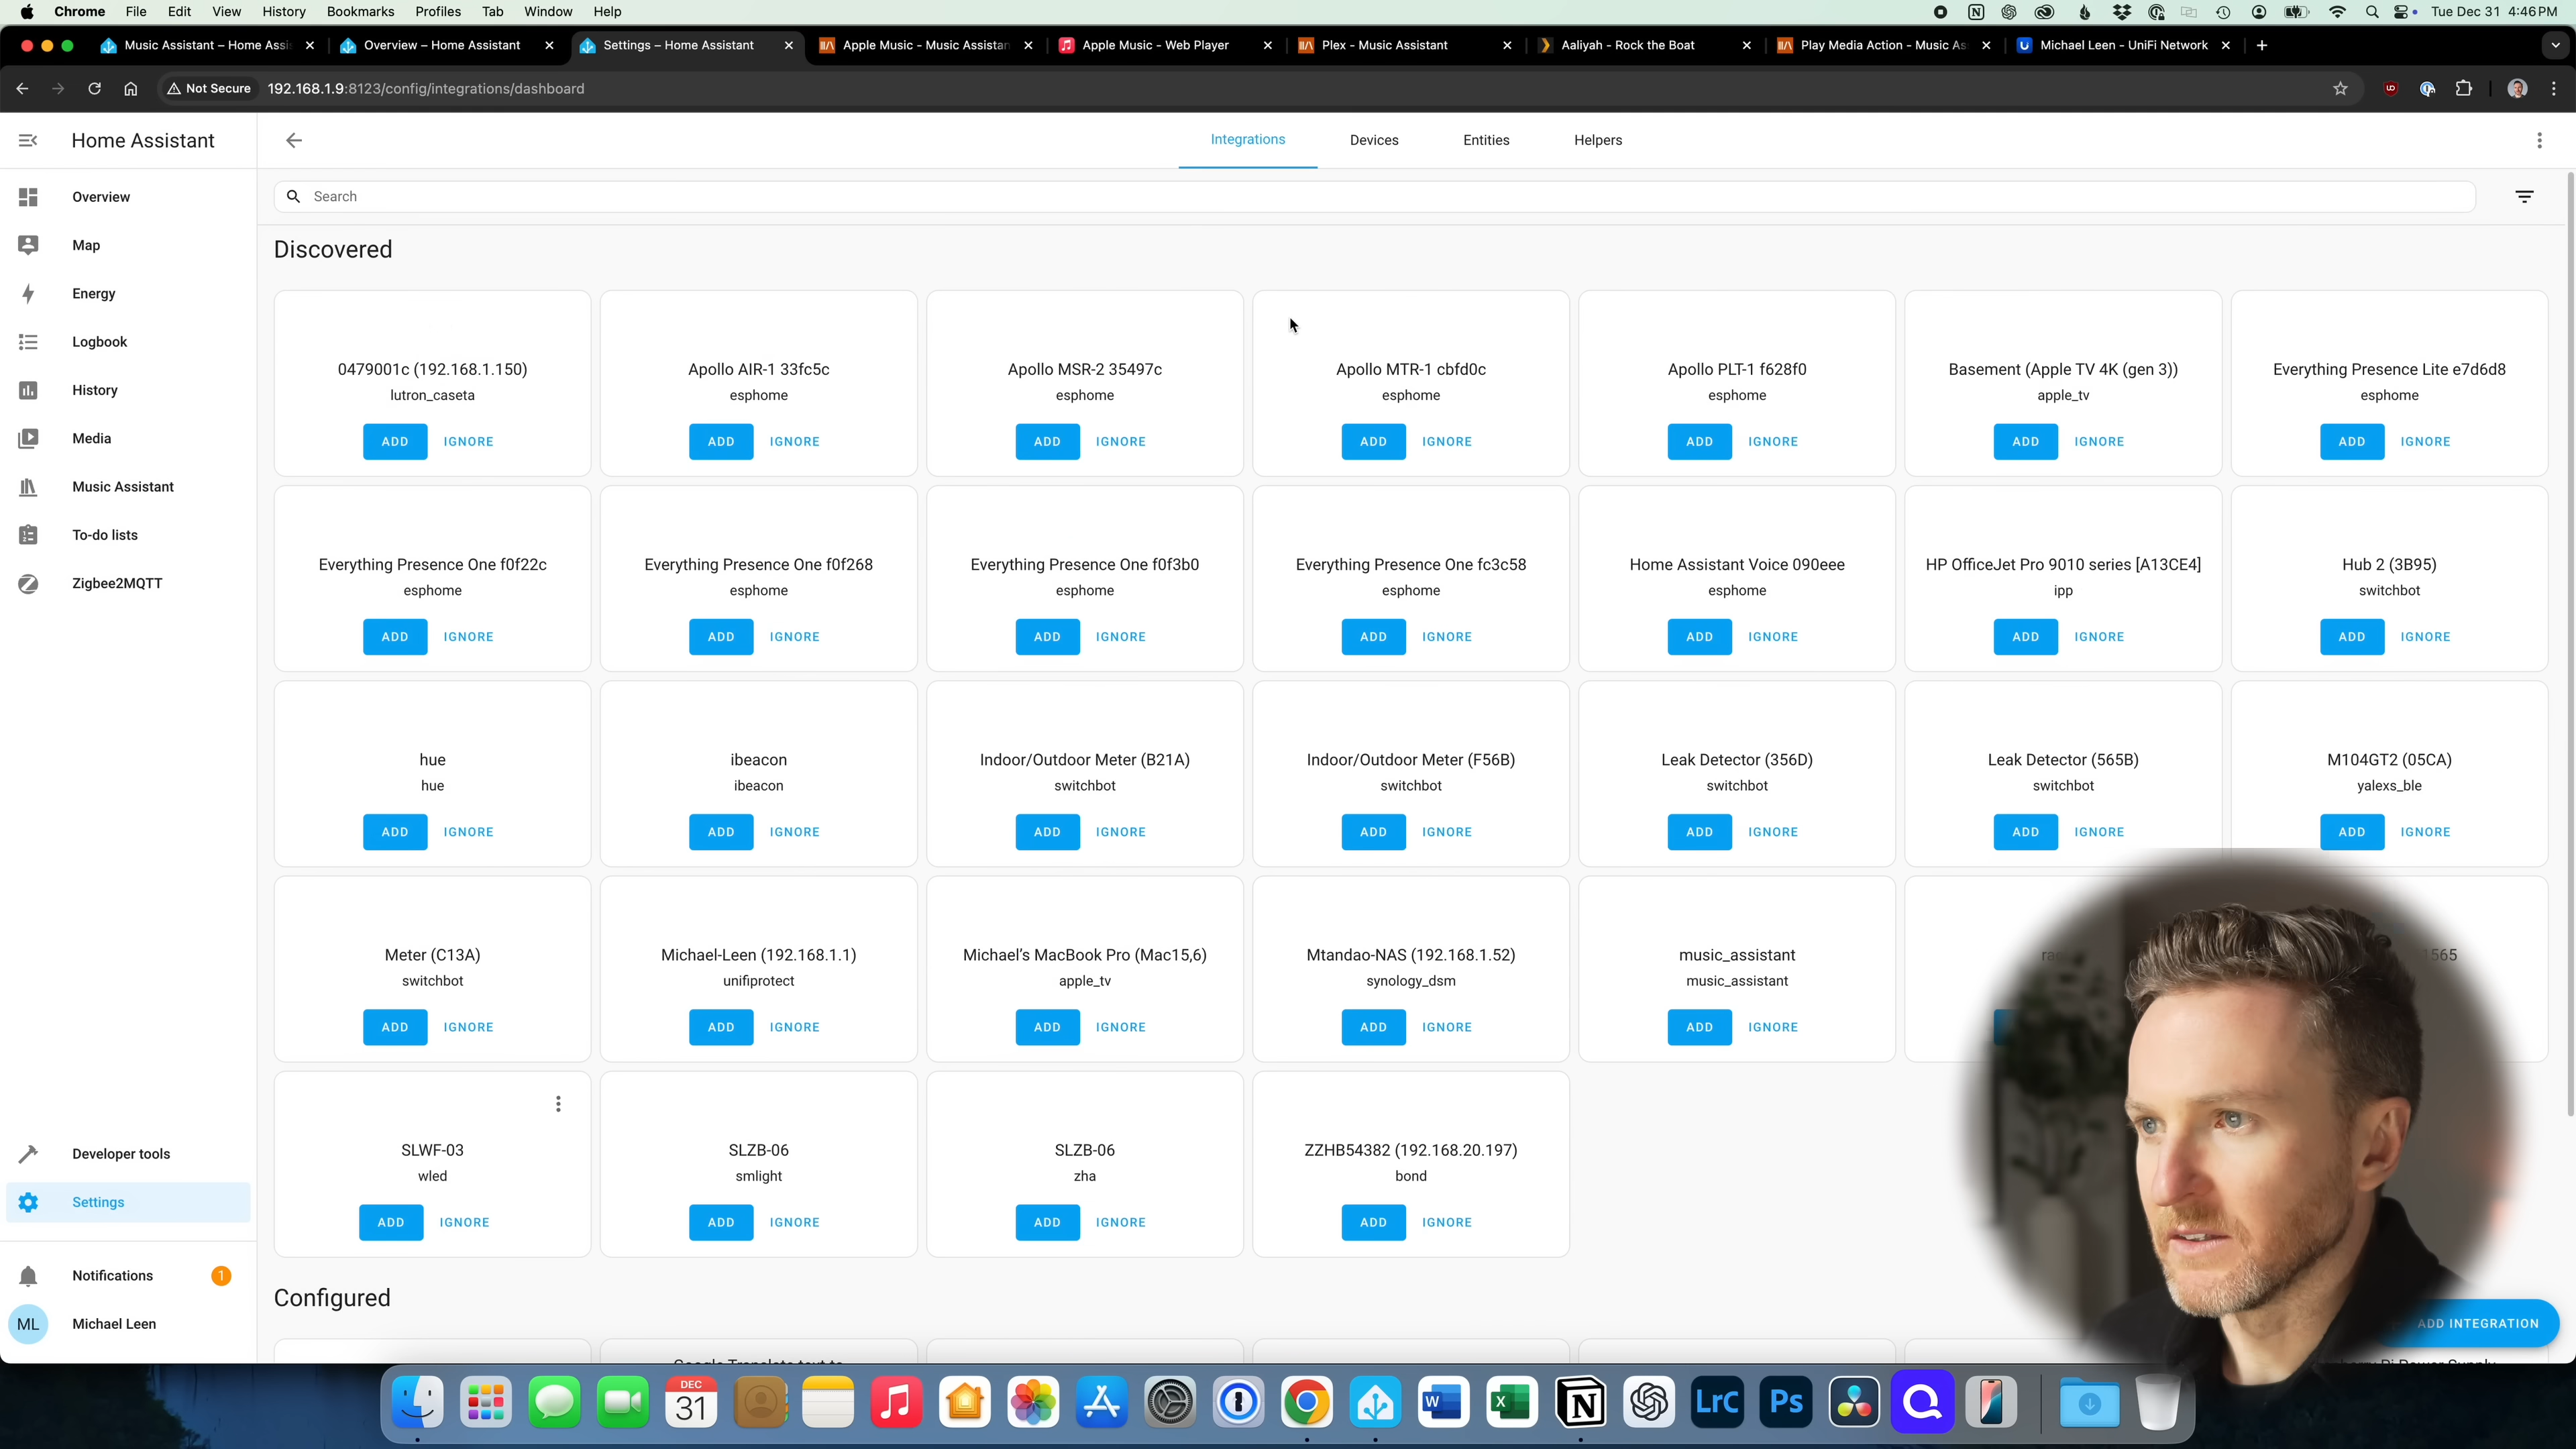 Chrome File Edit View History Bookmarks Profiles Tab Window Help
Tue Dec 31 4:46 PM
Music Assistant – Home Assis
Overview – Home Assistant
Settings – Home Assistant
Apple Music - Music Assistan
Apple Music - Web Player
Plex - Music Assistant
Aaliyah - Rock the Boat
Play Media Action - Music As
Michael Leen - UniFi Network
Not Secure 192.168.1.9:8123/config/integrations/dashboard
Home Assistant
Integrations Devices Entities Helpers
Overview
Map
Energy
Logbook
History
Media
Music Assistant
To-do lists
Zigbee2MQTT
Developer tools
Settings
Notifications 1
ML Michael Leen
Search
Discovered
0479001c (192.168.1.150)
lutron_caseta
ADD IGNORE
Apollo AIR-1 33fc5c
esphome
ADD IGNORE
Apollo MSR-2 35497c
esphome
ADD IGNORE
Apollo MTR-1 cbfd0c
esphome
ADD IGNORE
Apollo PLT-1 f628f0
esphome
ADD IGNORE
Basement (Apple TV 4K (gen 3))
apple_tv
ADD IGNORE
Everything Presence Lite e7d6d8
esphome
ADD IGNORE
Everything Presence One f0f22c
esphome
ADD IGNORE
Everything Presence One f0f268
esphome
ADD IGNORE
Everything Presence One f0f3b0
esphome
ADD IGNORE
Everything Presence One fc3c58
esphome
ADD IGNORE
Home Assistant Voice 090eee
esphome
ADD IGNORE
HP OfficeJet Pro 9010 series [A13CE4]
ipp
ADD IGNORE
Hub 2 (3B95)
switchbot
ADD IGNORE
hue
hue
ADD IGNORE
ibeacon
ibeacon
ADD IGNORE
Indoor/Outdoor Meter (B21A)
switchbot
ADD IGNORE
Indoor/Outdoor Meter (F56B)
switchbot
ADD IGNORE
Leak Detector (356D)
switchbot
ADD IGNORE
Leak Detector (565B)
switchbot
ADD IGNORE
M104GT2 (05CA)
yalexs_ble
ADD IGNORE
Meter (C13A)
switchbot
ADD IGNORE
Michael-Leen (192.168.1.1)
unifiprotect
ADD IGNORE
Michael's MacBook Pro (Mac15,6)
apple_tv
ADD IGNORE
Mtandao-NAS (192.168.1.52)
synology_dsm
ADD IGNORE
music_assistant
music_assistant
ADD IGNORE
SLWF-03
wled
ADD IGNORE
SLZB-06
smlight
ADD IGNORE
SLZB-06
zha
ADD IGNORE
ZZHB54382 (192.168.20.197)
bond
ADD IGNORE
Configured
ADD INTEGRATION
DEC
31
LrC
Ps